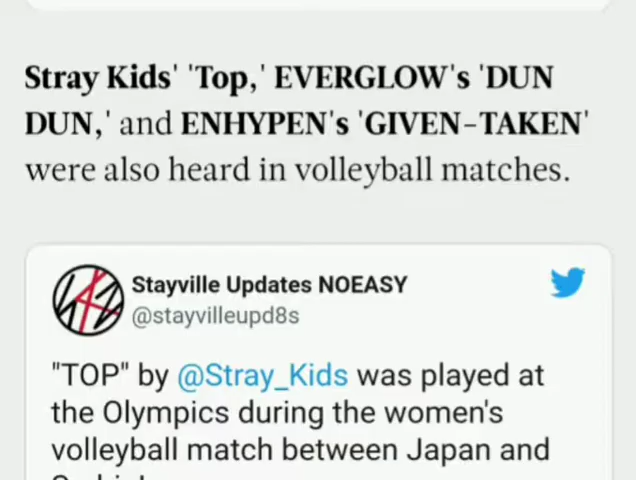 Stray Kids' 'Top,' EVERGLOW's 'DUN
DUN,' and ENHYPEN's 'GIVEN-TAKEN'
were also heard in volleyball matches.
Stayville Updates NOEASY
@stayvilleupd8s
"TOP" by @Stray_Kids was played at
the Olympics during the women's
volleyball match between Japan and